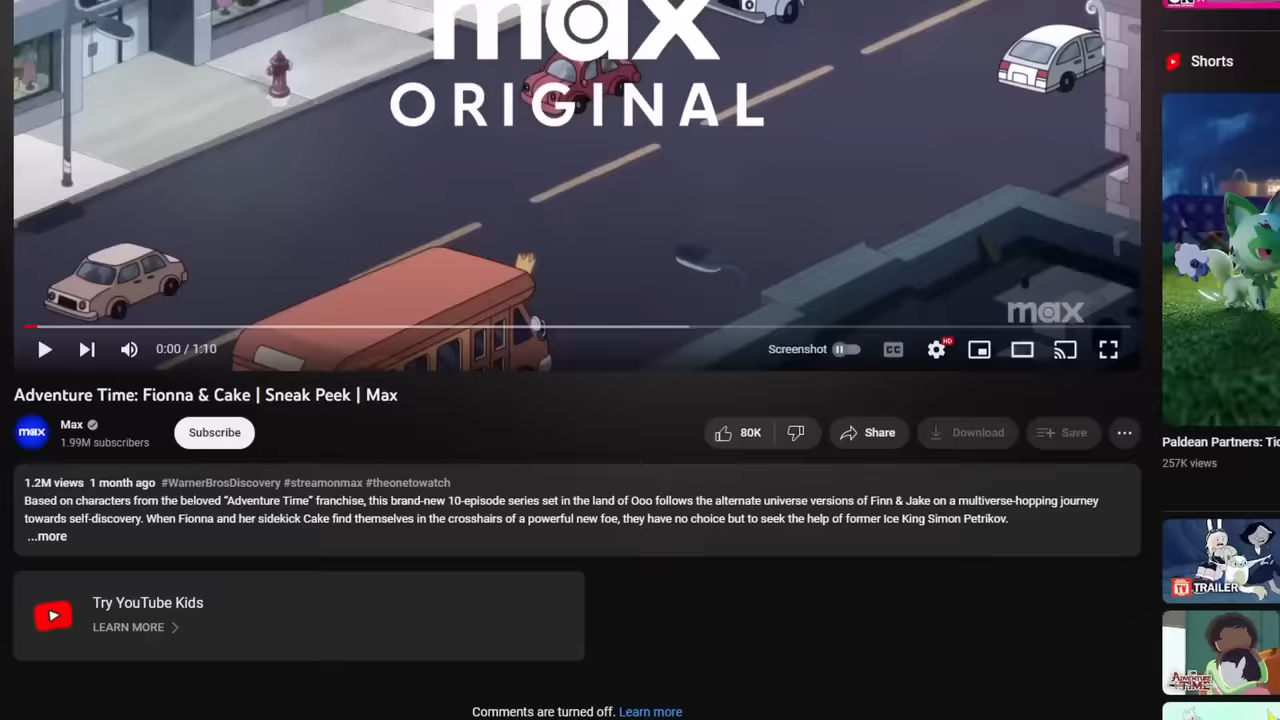 max
ORIGINAL
Shorts
max
0:00 / 1:10
Screenshot
CC
HD
Adventure Time: Fionna & Cake | Sneak Peek | Max
max
Max
1.99M subscribers
Subscribe
80K
Share
Download
Save
Paldean Partners: Tic
257K views
1.2M views 1 month ago #WarnerBrosDiscovery #streamonmax #theonetowatch
Based on characters from the beloved “Adventure Time” franchise, this brand-new 10-episode series set in the land of Ooo follows the alternate universe versions of Finn & Jake on a multiverse-hopping journey
towards self-discovery. When Fionna and her sidekick Cake find themselves in the crosshairs of a powerful new foe, they have no choice but to seek the help of former Ice King Simon Petrikov.
...more
TV TRAILER
Try YouTube Kids
LEARN MORE
ADVENTURE TIME
Comments are turned off. Learn more